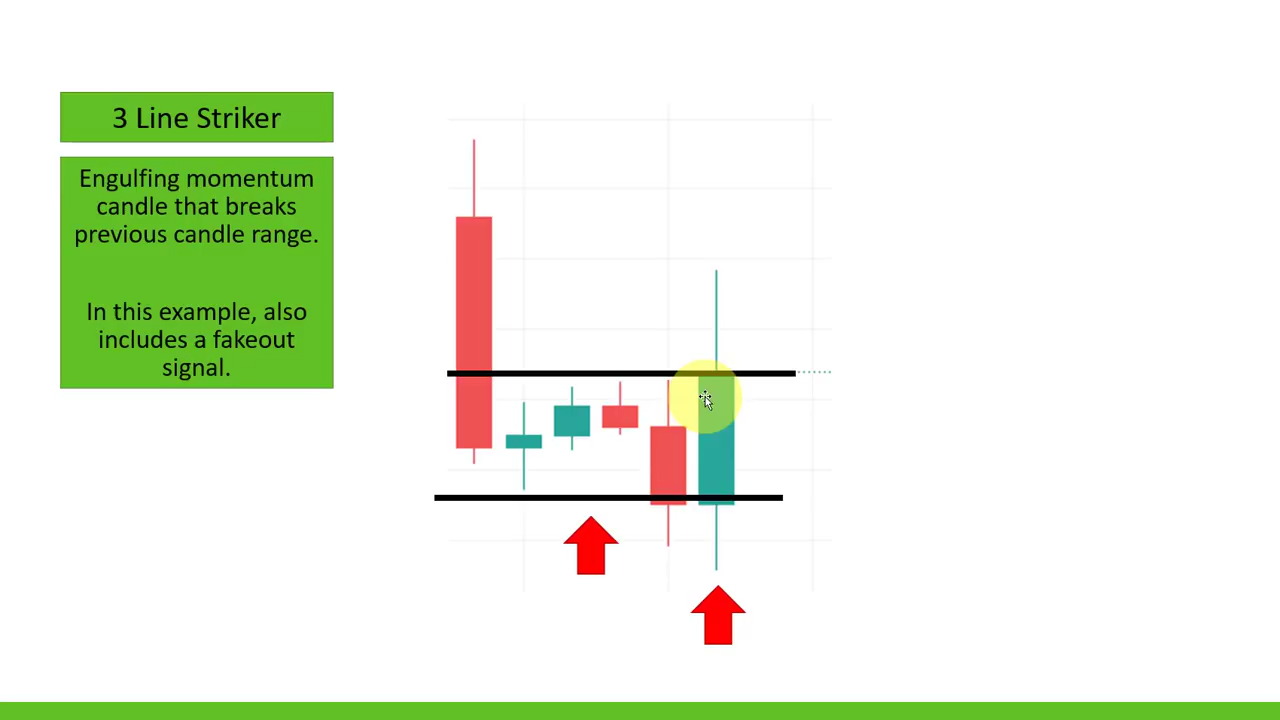 3 Line Striker
Engulfing momentum
candle that breaks
previous candle range.
In this example, also
includes a fakeout
signal.